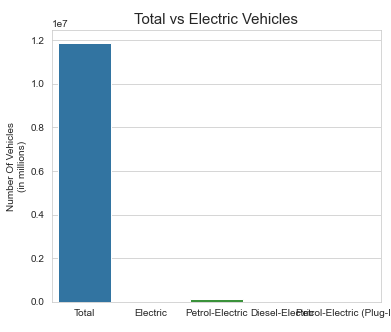 Total vs Electric Vehicles
1e7
1.2
1.0
0.8
0.6
0.4
0.2
0.0
Number Of Vehicles
(in millions)
Total
Electric
Petrol-Electric
Diesel-Electric
Petrol-Electric (Plug-I